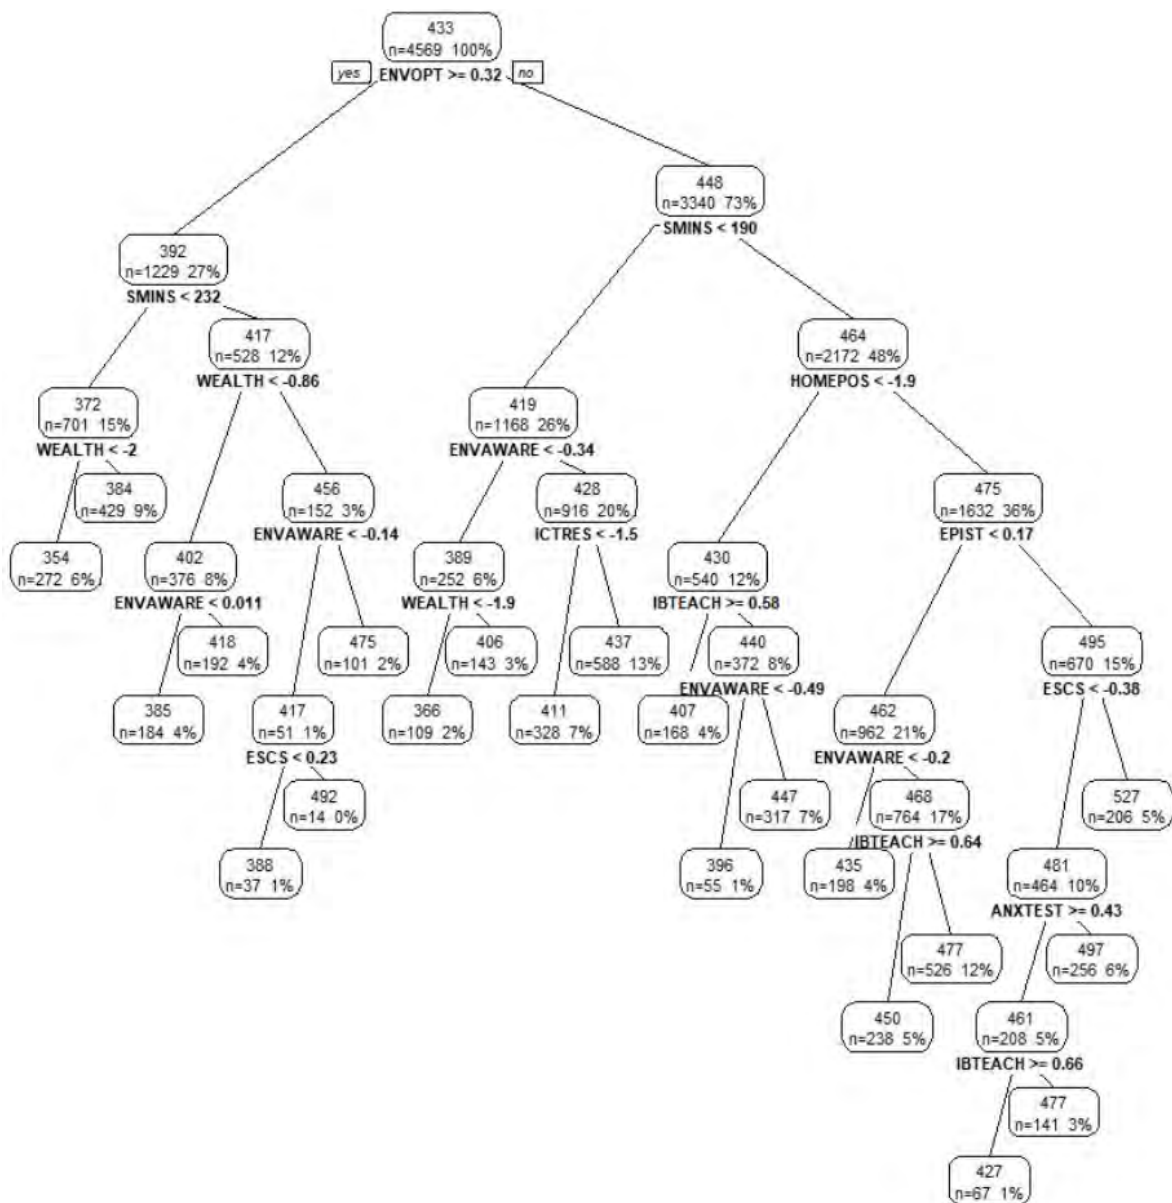 433
n=4569 100%
yes ENVOPT >= 0.32 no
448
n=3340 73%
SMINS < 190
392
n=1229 27%
SMINS < 232
417
n=528 12%
WEALTH < -0.86
464
n=2172 48%
HOMEPOS < -1.9
372
n=701 15%
WEALTH < -2
419
n=1168 26%
ENVAWARE < -0.34
384
n=429 9%
456
n=152 3%
ENVAWARE < -0.14
428
n=916 20%
ICTRES < -1.5
475
n=1632 36%
EPIST < 0.17
354
n=272 6%
402
n=376 8%
ENVAWARE < 0.011
389
n=252 6%
WEALTH < -1.9
430
n=540 12%
IBTEACH >= 0.58
418
n=192 4%
475
n=101 2%
406
n=143 3%
437
n=588 13%
440
n=372 8%
ENVAWARE < -0.49
495
n=670 15%
ESCS < -0.38
385
n=184 4%
417
n=51 1%
ESCS < 0.23
366
n=109 2%
411
n=328 7%
407
n=168 4%
462
n=962 21%
ENVAWARE < -0.2
492
n=14 0%
447
n=317 7%
468
n=764 17%
IBTEACH >= 0.64
527
n=206 5%
388
n=37 1%
396
n=55 1%
435
n=198 4%
481
n=464 10%
ANXTEST >= 0.43
477
n=526 12%
497
n=256 6%
450
n=238 5%
461
n=208 5%
IBTEACH >= 0.66
477
n=141 3%
427
n=67 1%